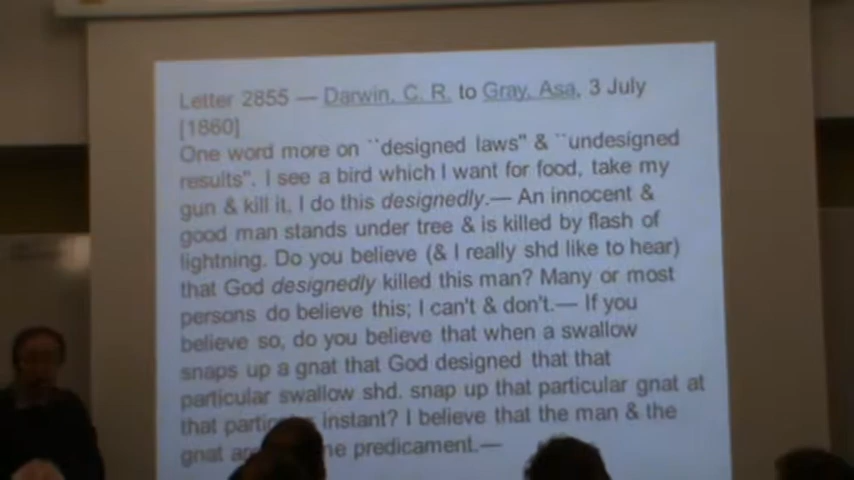 Letter 2855 — Darwin, C. R. to Gray, Asa, 3 July
[1860]
One word more on ``designed laws" & ``undesigned
results". I see a bird which I want for food, take my
gun & kill it, I do this designedly.— An innocent &
good man stands under tree & is killed by flash of
lightning. Do you believe (& I really shd like to hear)
that God designedly killed this man? Many or most
persons do believe this; I can't & don't.— If you
believe so, do you believe that when a swallow
snaps up a gnat that God designed that that
particular swallow shd. snap up that particular gnat at
that instant? I believe that the man & the
gnat predicament.—